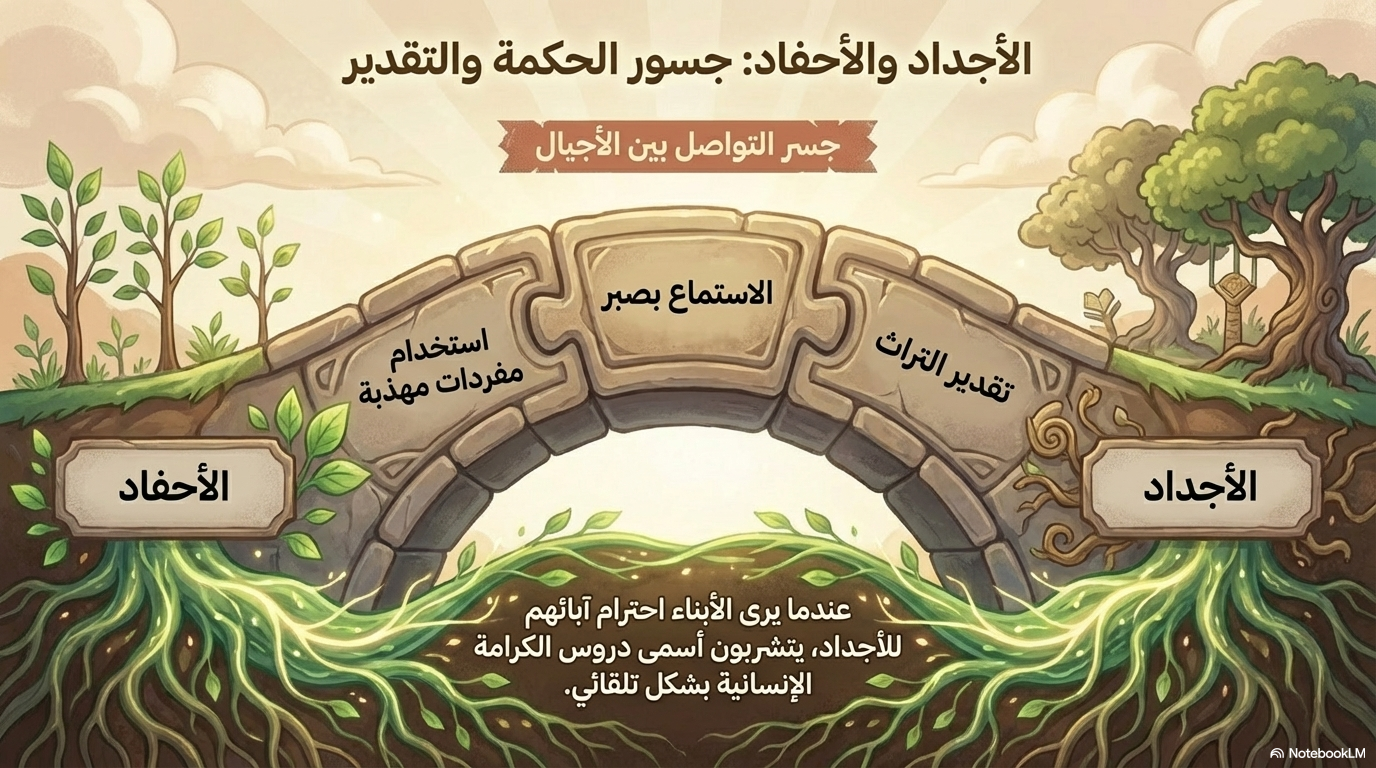 الأجداد والأحفاد: جسور الحكمة والتقدير
جسر التواصل بين الأجيال
تقدير التراث
الاستماع بصبر
استخدام
مفردات مهذبة
الأجداد
الأحفاد
عندما يرى الأبناء احترام آبائهم
للأجداد، يتشربون أسمى دروس الكرامة
الإنسانية بشكل تلقائي.
NotebookLM